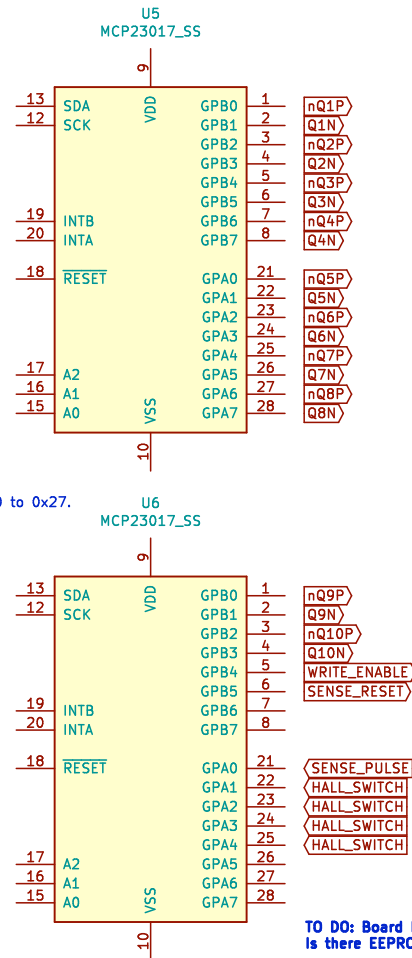 U5
MCP23017_SS
9
VDD
13 SDA GPB0 1 nQ1P
12 SCK GPB1 2 Q1N
GPB2 3 nQ2P
GPB3 4 Q2N
GPB4 5 nQ3P
GPB5 6 Q3N
19 INTB GPB6 7 nQ4P
20 INTA GPB7 8 Q4N
18 RESET GPA0 21 nQ5P
GPA1 22 Q5N
GPA2 23 nQ6P
GPA3 24 Q6N
GPA4 25 nQ7P
17 A2 GPA5 26 Q7N
16 A1 GPA6 27 nQ8P
15 A0 GPA7 28 Q8N
VSS
10
to 0x27.
U6
MCP23017_SS
9
VDD
13 SDA GPB0 1 nQ9P
12 SCK GPB1 2 Q9N
GPB2 3 nQ10P
GPB3 4 Q10N
GPB4 5 WRITE_ENABLE
GPB5 6 SENSE_RESET
19 INTB GPB6 7
20 INTA GPB7 8
18 RESET GPA0 21 SENSE_PULSE
GPA1 22 HALL_SWITCH
GPA2 23 HALL_SWITCH
GPA3 24 HALL_SWITCH
GPA4 25 HALL_SWITCH
17 A2 GPA5 26
16 A1 GPA6 27
15 A0 GPA7 28
VSS
10
TO DO: Board
Is there